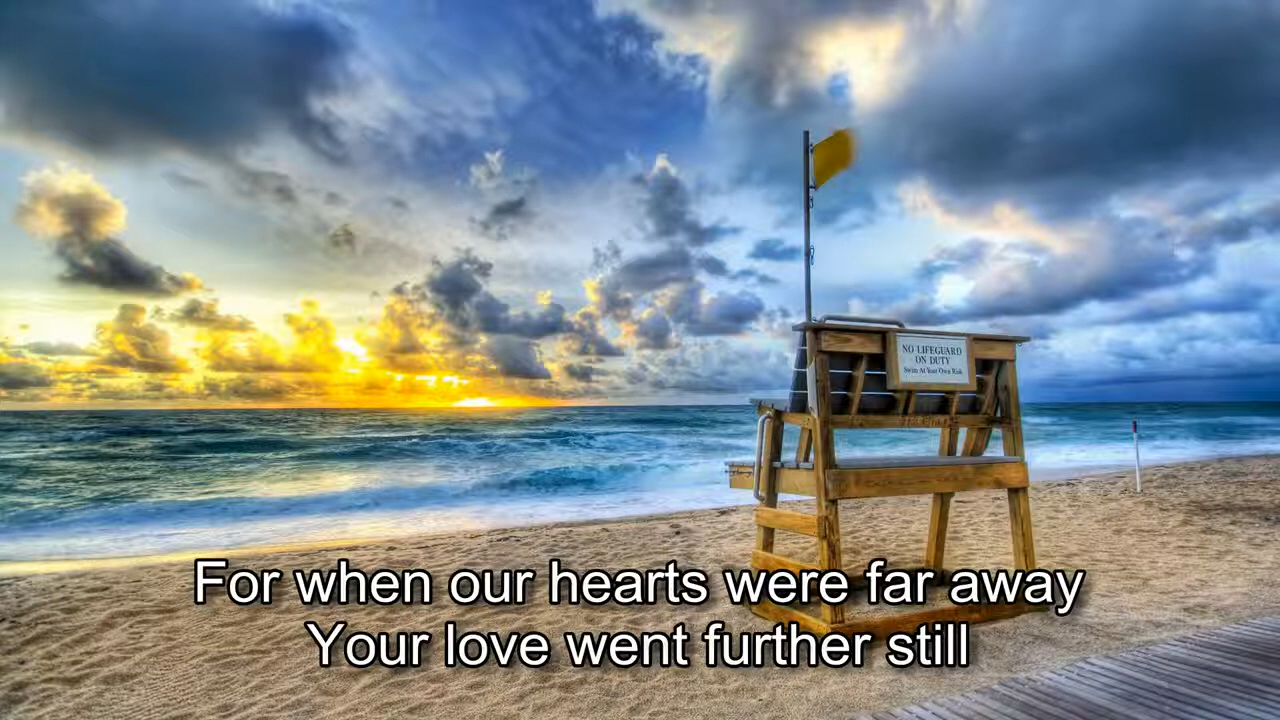 NO LIFEGUARD
ON DUTY
Swim At Your Own Risk
For when our hearts were far away
Your love went further still